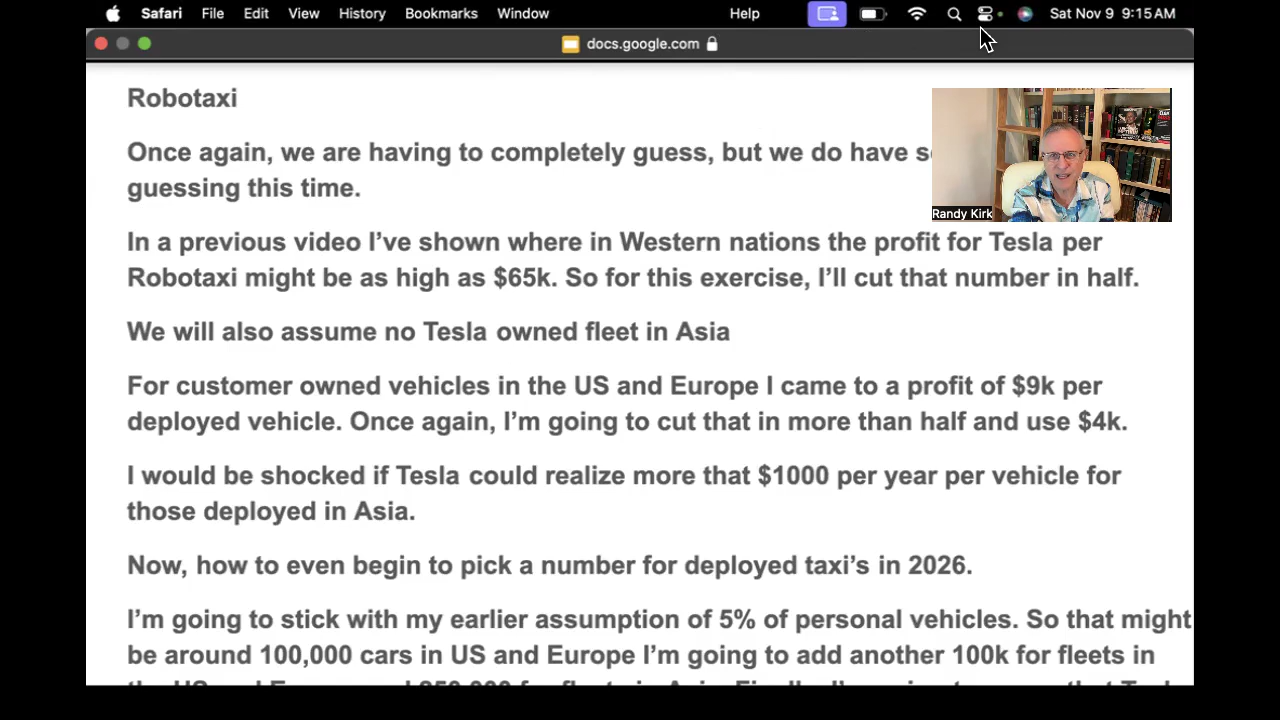 Safari File Edit View History Bookmarks Window Help Sat Nov 9 9:15 AM
docs.google.com
Robotaxi
Once again, we are having to completely guess, but we do have
guessing this time.
Randy Kirk
In a previous video I've shown where in Western nations the profit for Tesla per
Robotaxi might be as high as $65k. So for this exercise, I'll cut that number in half.
We will also assume no Tesla owned fleet in Asia
For customer owned vehicles in the US and Europe I came to a profit of $9k per
deployed vehicle. Once again, I'm going to cut that in more than half and use $4k.
I would be shocked if Tesla could realize more that $1000 per year per vehicle for
those deployed in Asia.
Now, how to even begin to pick a number for deployed taxi's in 2026.
I'm going to stick with my earlier assumption of 5% of personal vehicles. So that might
be around 100,000 cars in US and Europe I'm going to add another 100k for fleets in